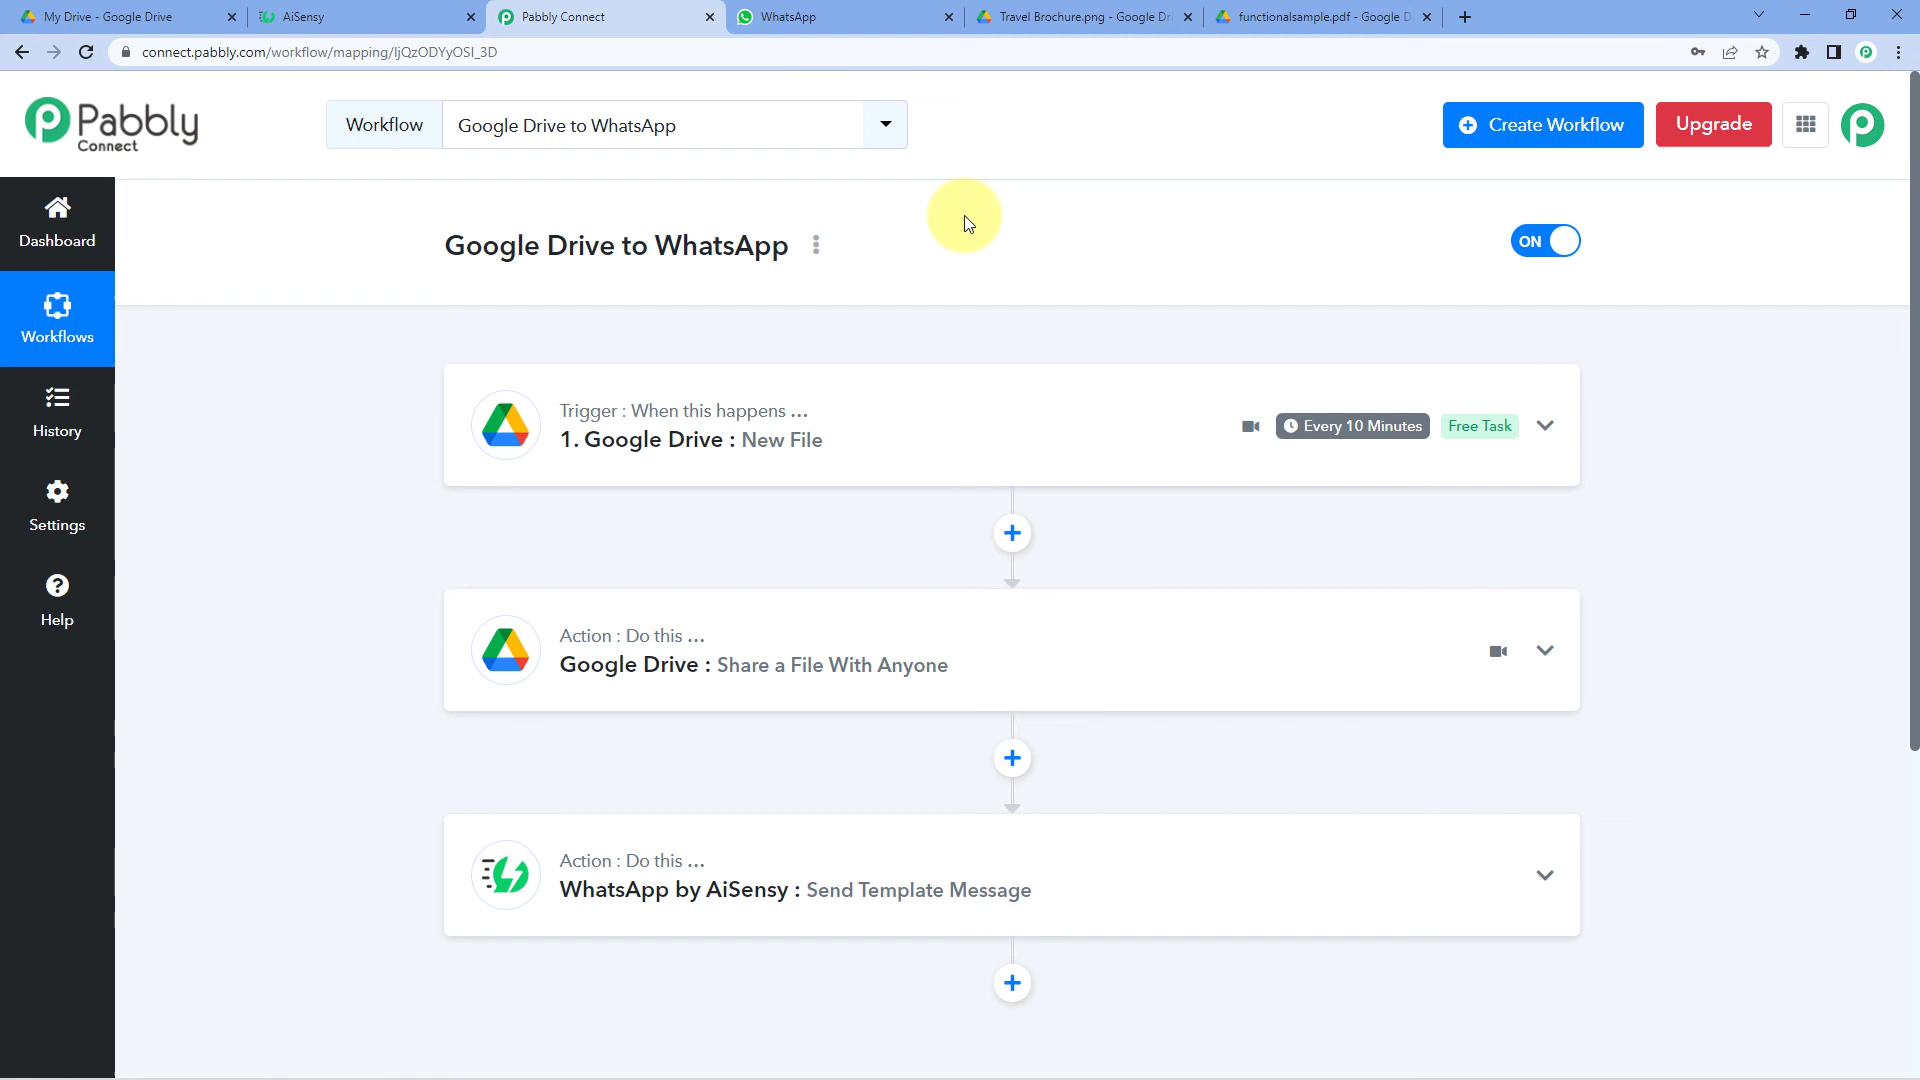 My Drive - Google Drive
AiSensy
Pabbly Connect
WhatsApp
Travel Brochure.png - Google Dri
functionalsample.pdf - Google D
connect.pabbly.com/workflow/mapping/IjQzODYyOSI_3D
Pabbly
Connect
Workflow
Google Drive to WhatsApp
Create Workflow
Upgrade
Dashboard
Workflows
History
Settings
Help
Google Drive to WhatsApp
ON
Trigger : When this happens ...
1. Google Drive : New File
Every 10 Minutes
Free Task
Action : Do this ...
Google Drive : Share a File With Anyone
Action : Do this ...
WhatsApp by AiSensy : Send Template Message